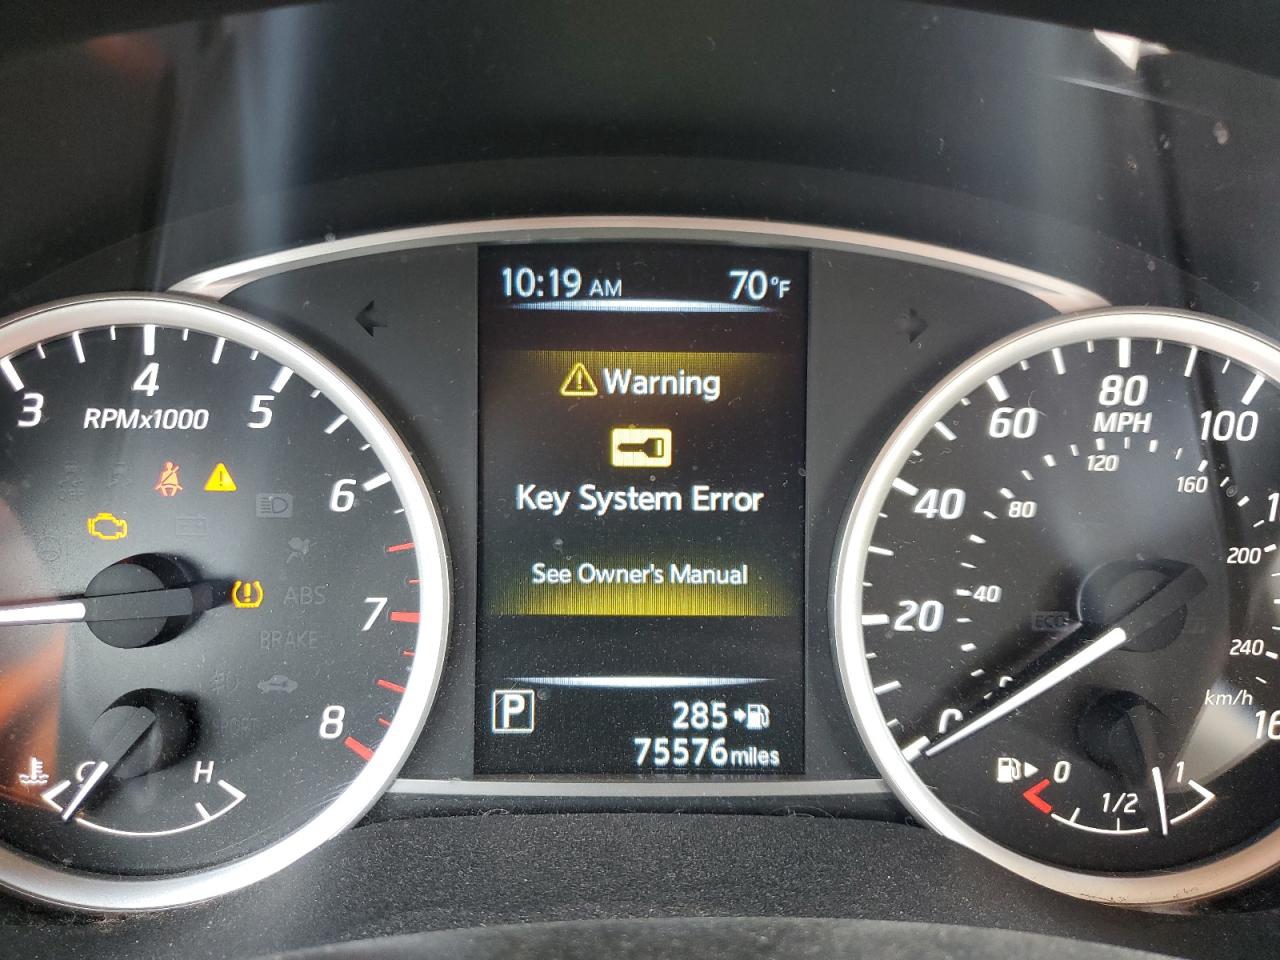 10:19 AM 70°F
Warning
Key System Error
See Owner's Manual
P
285
75576 miles
3 4 5 6 7 8
RPMx1000
ABS
BRAKE
C H
20 40 60 80 100
MPH
40 80 120 160 200 240
km/h
ECO
0 1/2 1